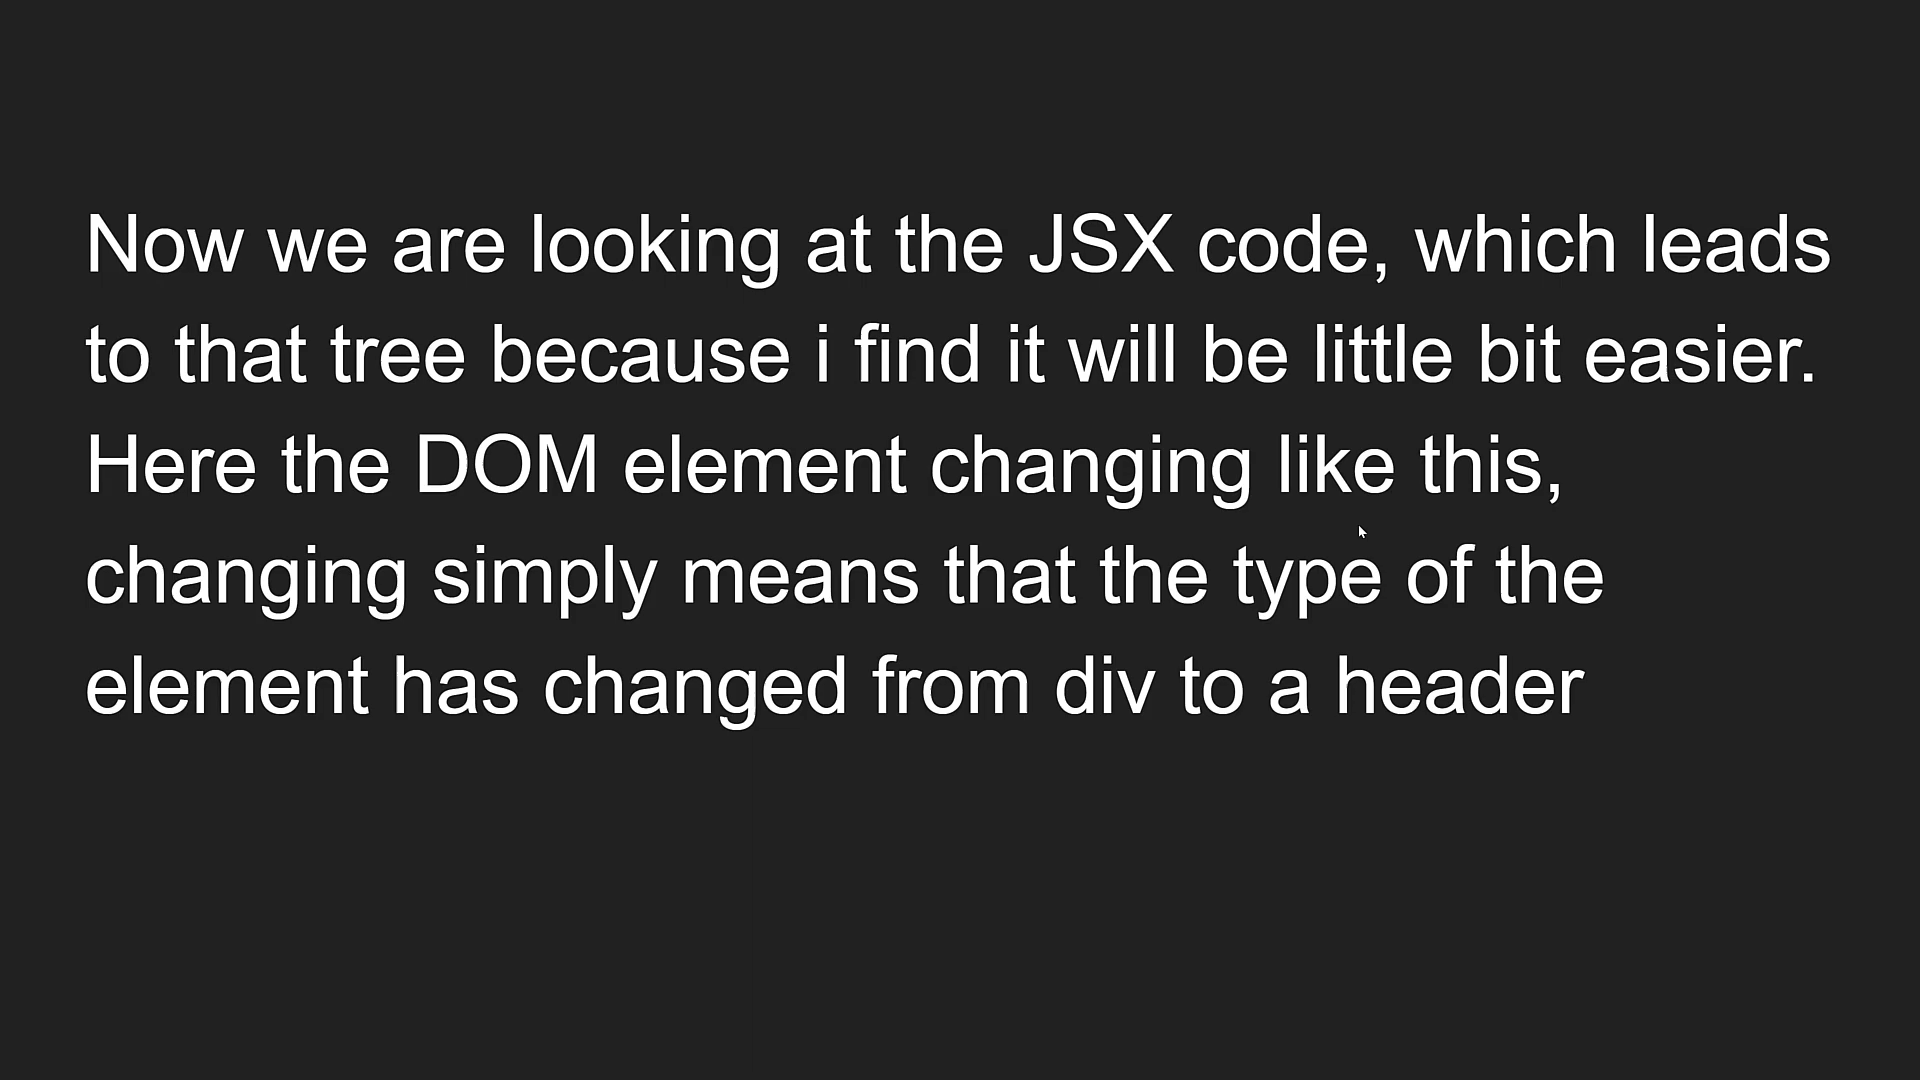 Now we are looking at the JSX code, which leads
to that tree because i find it will be little bit easier.
Here the DOM element changing like this,
changing simply means that the type of the
element has changed from div to a header